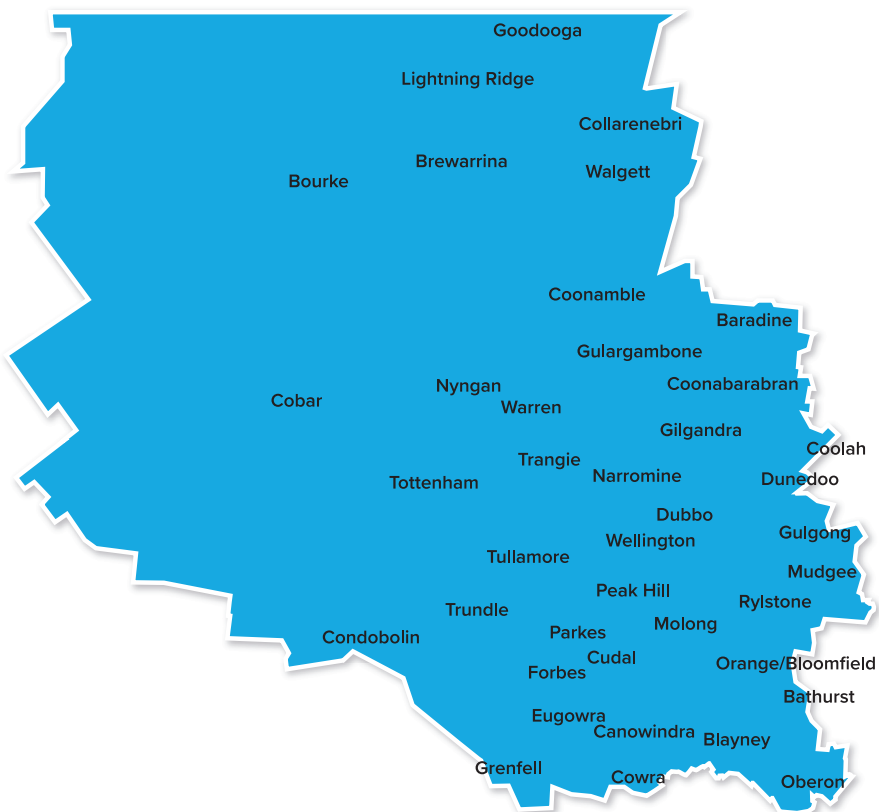 Goodooga
Lightning Ridge
Collarenebri
Brewarrina
Walgett
Bourke
Coonamble
Baradine
Gulargambone
Coonabarabran
Nyngan
Cobar
Warren
Gilgandra
Coolah
Trangie
Narromine
Dunedoo
Tottenham
Dubbo
Gulgong
Wellington
Tullamore
Mudgee
Peak Hill
Rylstone
Trundle
Molong
Parkes
Condobolin
Cudal
Orange/Bloomfield
Forbes
Bathurst
Eugowra
Canowindra
Blayney
Grenfell
Cowra
Oberon